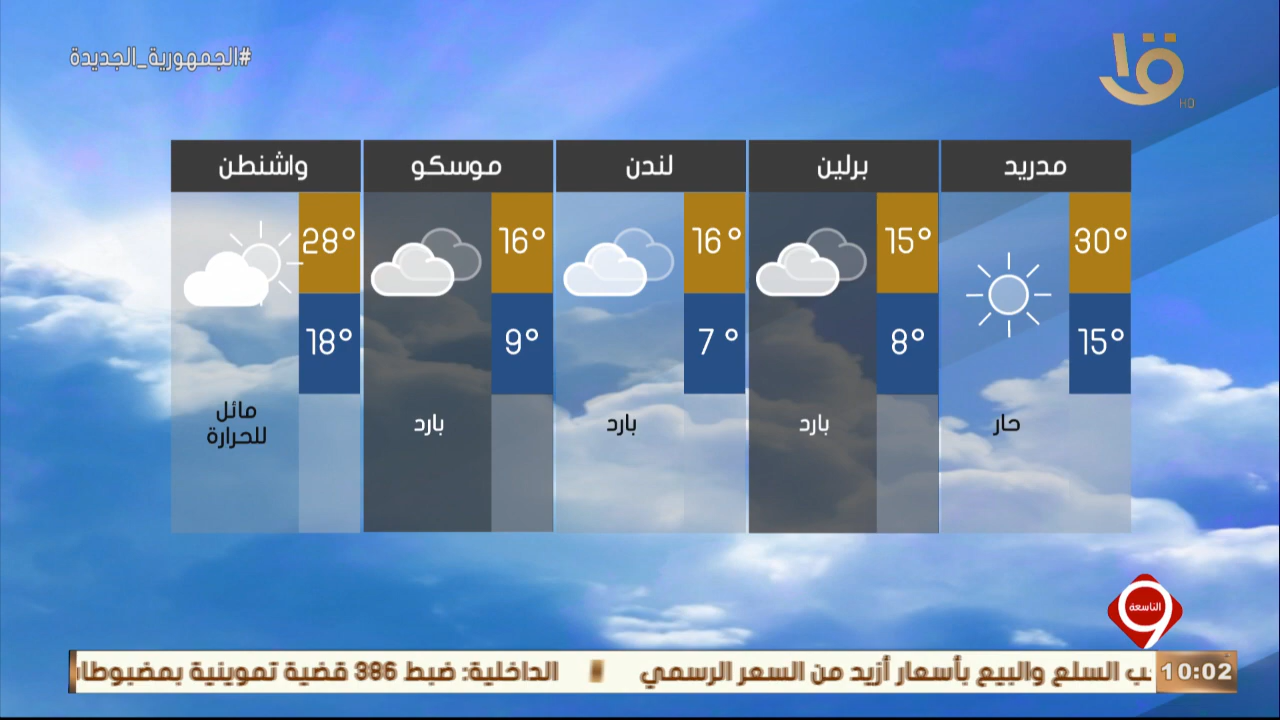 #الجمهورية_الجديدة
HD
مدريد
برلين
لندن
موسكو
واشنطن
30°
15°
16°
16°
28°
15°
8°
7°
9°
18°
حار
بارد
بارد
بارد
مائل
للحرارة
التاسعة
9
10:02
ب السلع والبيع بأسعار أزيد من السعر الرسمي
الداخلية: ضبط 386 قضية تموينية بمضبوطا